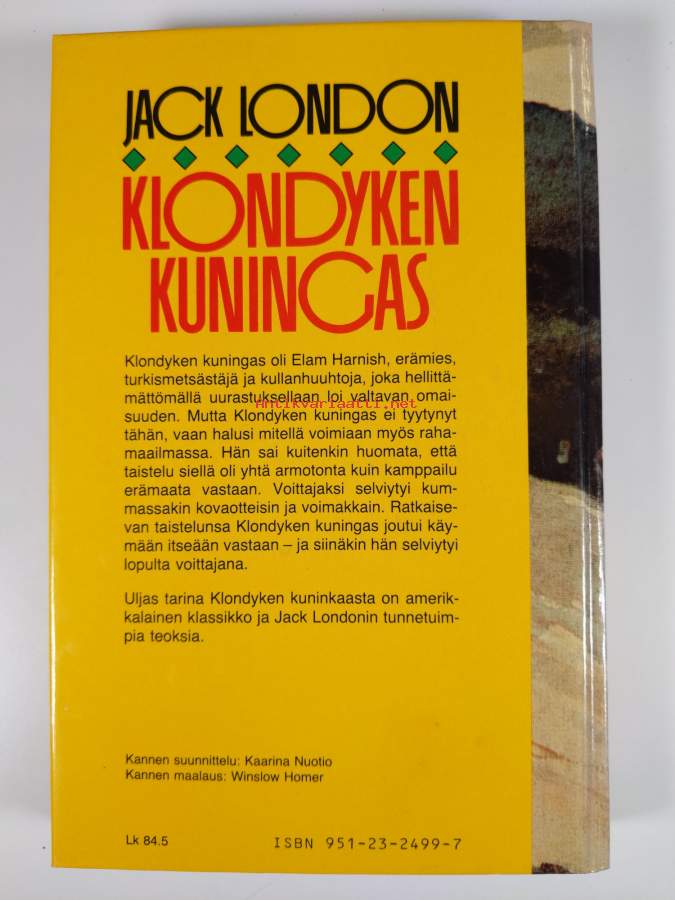 JACK LONDON
KLONDYKEN
KUNINGAS
Klondyken kuningas oli Elam Harnish, erämies,
turkismetsästäjä ja kullanhuuhtoja, joka hellittä-
mättömällä uurastuksellaan loi valtavan omai-
Antikvariaatti.net
suuden. Mutta Klondyken kuningas ei tyytynyt
tähän, vaan halusi mitellä voimiaan myös raha-
maailmassa. Hän sai kuitenkin huomata, että
taistelu siellä oli yhtä armotonta kuin kamppailu
erämaata vastaan. Voittajaksi selviytyi kum-
massakin kovaotteisin ja voimakkain. Ratkaise-
van taistelunsa Klondyken kuningas joutui käy-
mään itseään vastaan – ja siinäkin hän selviytyi
lopulta voittajana.
Uljas tarina Klondyken kuninkaasta on amerik-
kalainen klassikko ja Jack Londonin tunnetuim-
pia teoksia.
Kannen suunnittelu: Kaarina Nuotio
Kannen maalaus: Winslow Homer
Lk 84.5
ISBN 951-23-2499-7